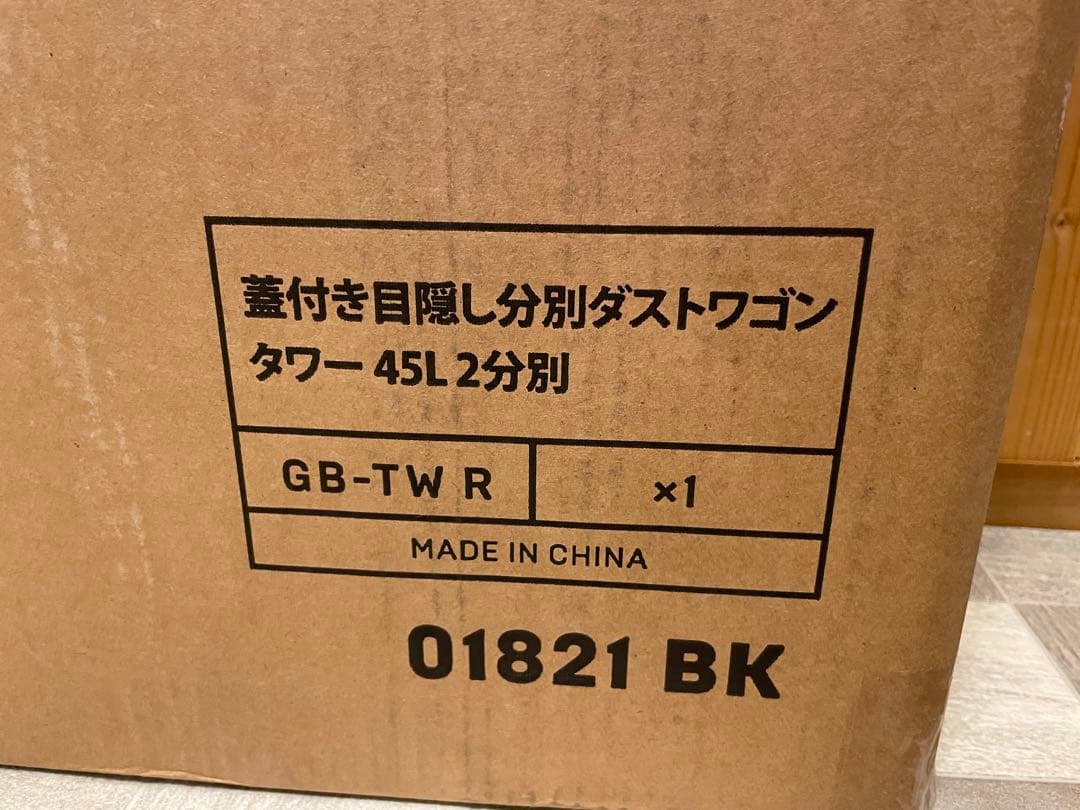 蓋付き目隠し分別ダストワゴン
タワー 45L 2分別
GB-TW R
×1
MADE IN CHINA
01821 BK